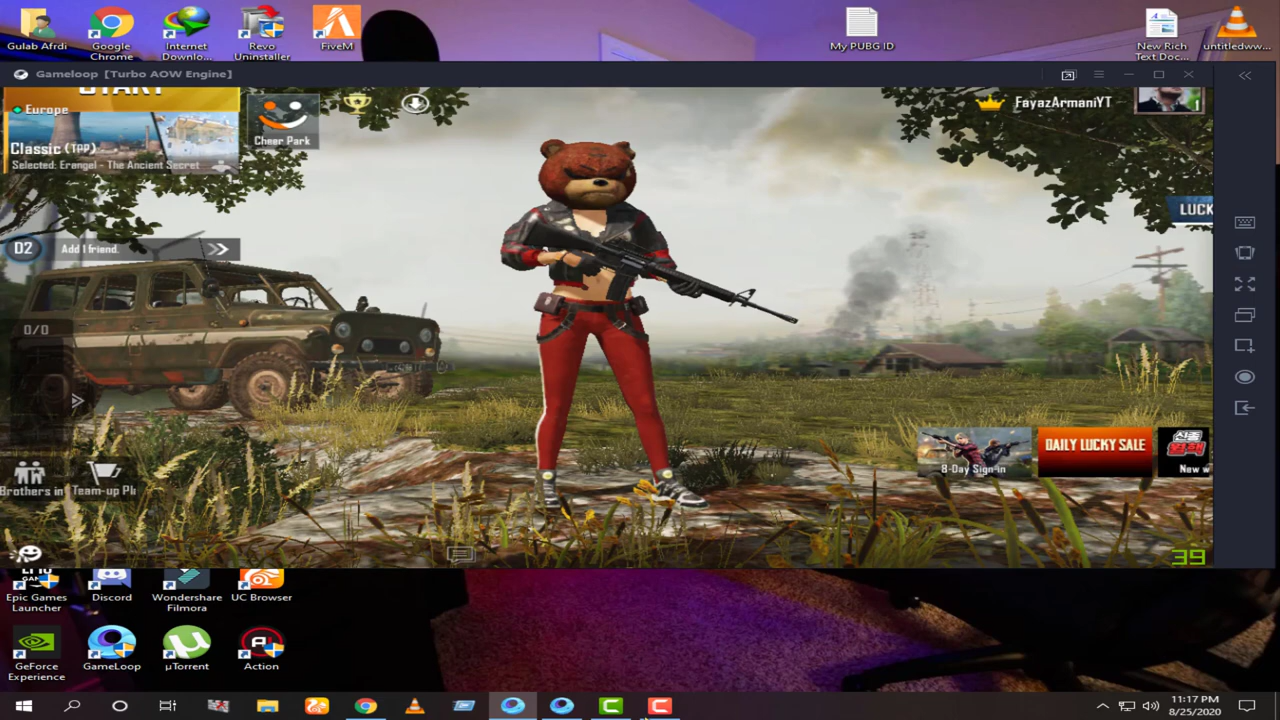 Gulab Afrdi
Google Chrome
Internet Downlo...
Revo Uninstaller
FiveM
My PUBG ID
New Rich Text Doc...
untitledww...
Gameloop [Turbo AOW Engine]
START
Europe
Classic (TPP)
Selected: Erangel - The Ancient Secret
Cheer Park
FayazArmaniYT
1
LUCK
D2
Add 1 friend.
0/0
8-Day Sign-in
DAILY LUCKY SALE
New w
Brothers in
Team-up Pl
39
Epic Games Launcher
Discord
Wondershare Filmora
UC Browser
GeForce Experience
GameLoop
µTorrent
Action
11:17 PM
8/25/2020